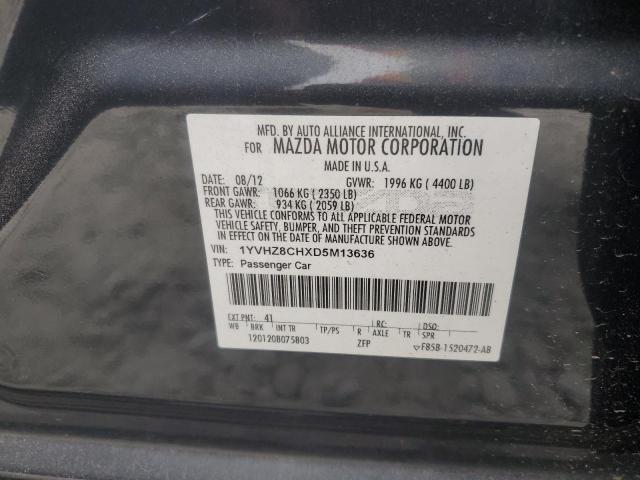 MFD. BY AUTO ALLIANCE INTERNATIONAL, INC.
FOR MAZDA MOTOR CORPORATION
MADE IN U.S.A.
DATE: 08/12 GVWR: 1996 KG ( 4400 LB)
FRONT GAWR: 1066 KG ( 2350 LB)
REAR GAWR: 934 KG ( 2059 LB)
THIS VEHICLE CONFORMS TO ALL APPLICABLE FEDERAL MOTOR
VEHICLE SAFETY, BUMPER, AND THEFT PREVENTION STANDARDS
IN EFFECT ON THE DATE OF MANUFACTURE SHOWN ABOVE.
VIN: 1YVHZ8CHXD5M13636
TYPE: Passenger Car
EXT PNT: 41 RC: DSO:
WB BRK INT TR TP/PS R AXLE TR SPR
1201208075803 ZFP F85B-1520472-AB